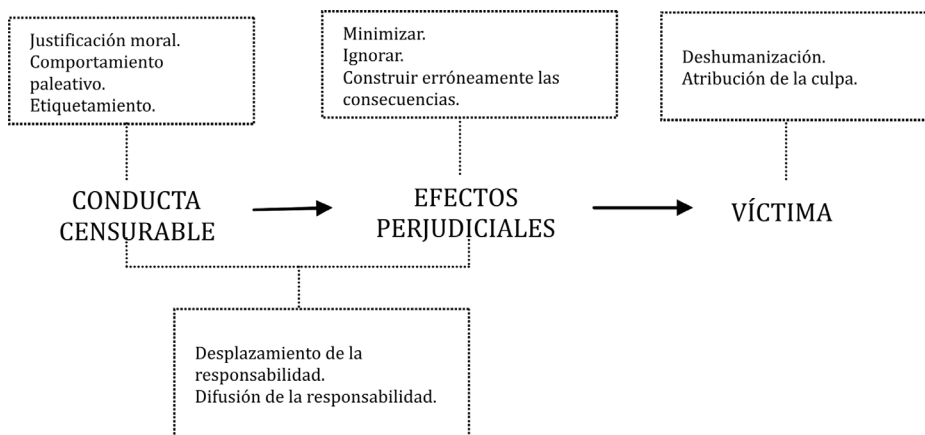 Justificación moral.
Comportamiento
paleativo.
Etiquetamiento.
Minimizar.
Ignorar.
Construir erróneamente las
consecuencias.
Deshumanización.
Atribución de la culpa.
CONDUCTA
CENSURABLE
EFECTOS
PERJUDICIALES
VÍCTIMA
Desplazamiento de la
responsabilidad.
Difusión de la responsabilidad.